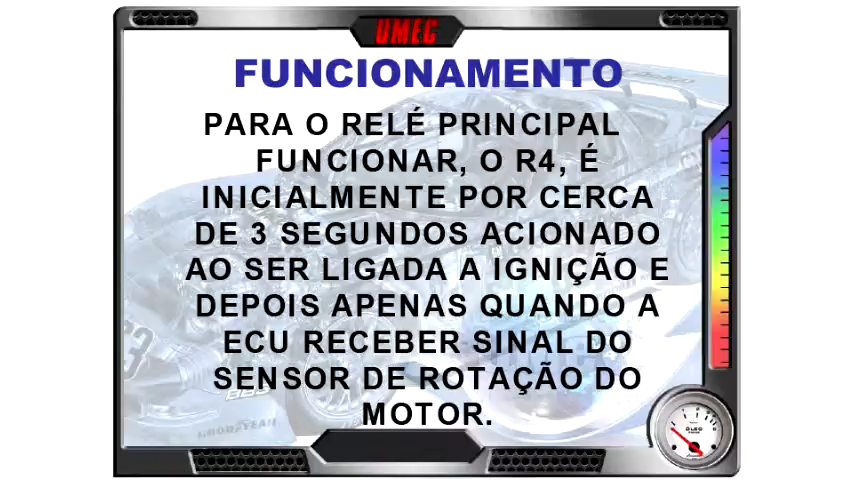 UMEC
FUNCIONAMENTO
PARA O RELÉ PRINCIPAL
FUNCIONAR, O R4, É
INICIALMENTE POR CERCA
DE 3 SEGUNDOS ACIONADO
AO SER LIGADA A IGNIÇÃO E
DEPOIS APENAS QUANDO A
ECU RECEBER SINAL DO
SENSOR DE ROTAÇÃO DO
MOTOR.